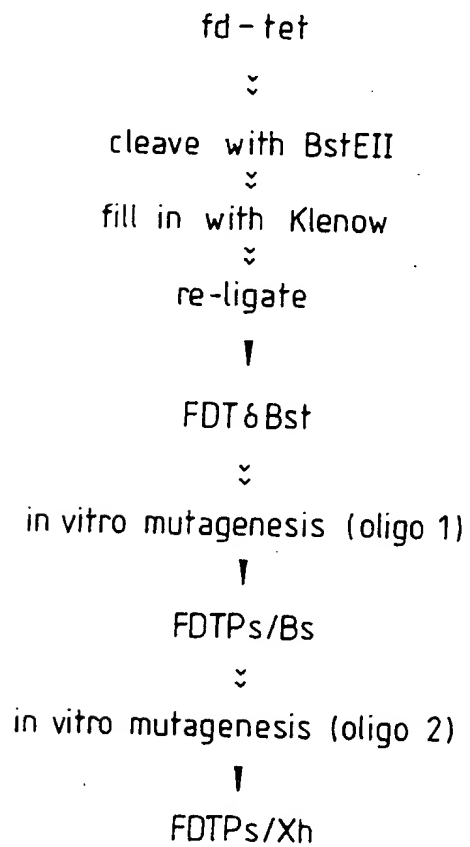 fd-tet
cleave with BstEII
fill in with Klenow
re-ligate
FDTδBst
in vitro mutagenesis (oligo 1)
FDTPs/Bs
in vitro mutagenesis (oligo 2)
FDTPs/Xh